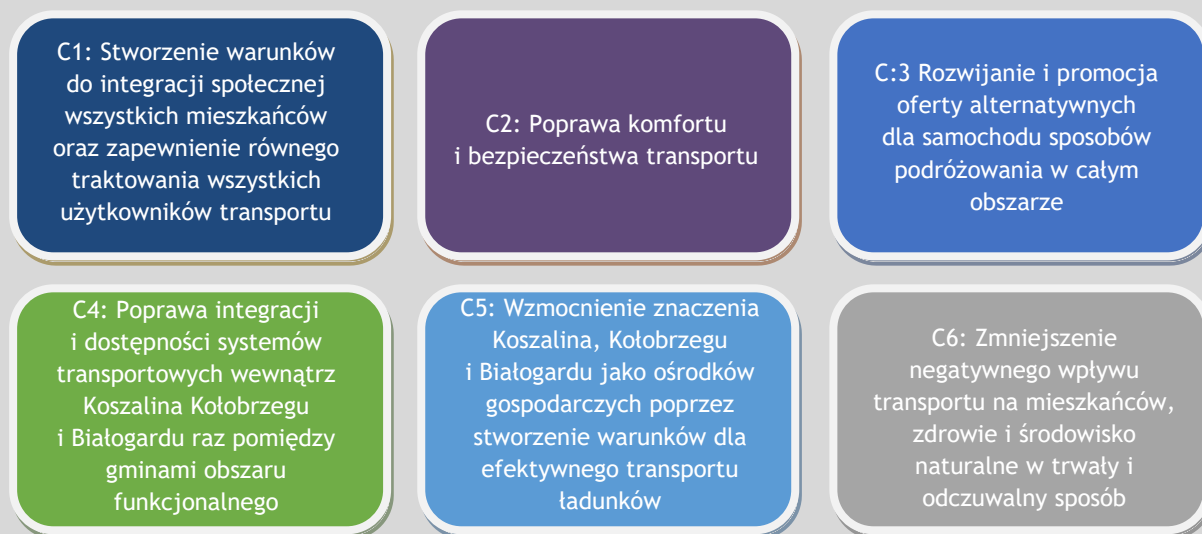 C1: Stworzenie warunków
do integracji społecznej
wszystkich mieszkańców
oraz zapewnienie równego
traktowania wszystkich
użytkowników transportu
C2: Poprawa komfortu
i bezpieczeństwa transportu
C:3 Rozwijanie i promocja
oferty alternatywnych
dla samochodu sposobów
podróżowania w całym
obszarze
C4: Poprawa integracji
i dostępności systemów
transportowych wewnątrz
Koszalina Kołobrzegu
i Białogardu raz pomiędzy
gminami obszaru
funkcjonalnego
C5: Wzmocnienie znaczenia
Koszalina, Kołobrzegu
i Białogardu jako ośrodków
gospodarczych poprzez
stworzenie warunków dla
efektywnego transportu
ładunków
C6: Zmniejszenie
negatywnego wpływu
transportu na mieszkańców,
zdrowie i środowisko
naturalne w trwały i
odczuwalny sposób